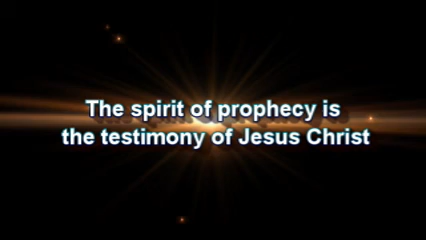 The spirit of prophecy is
the testimony of Jesus Christ